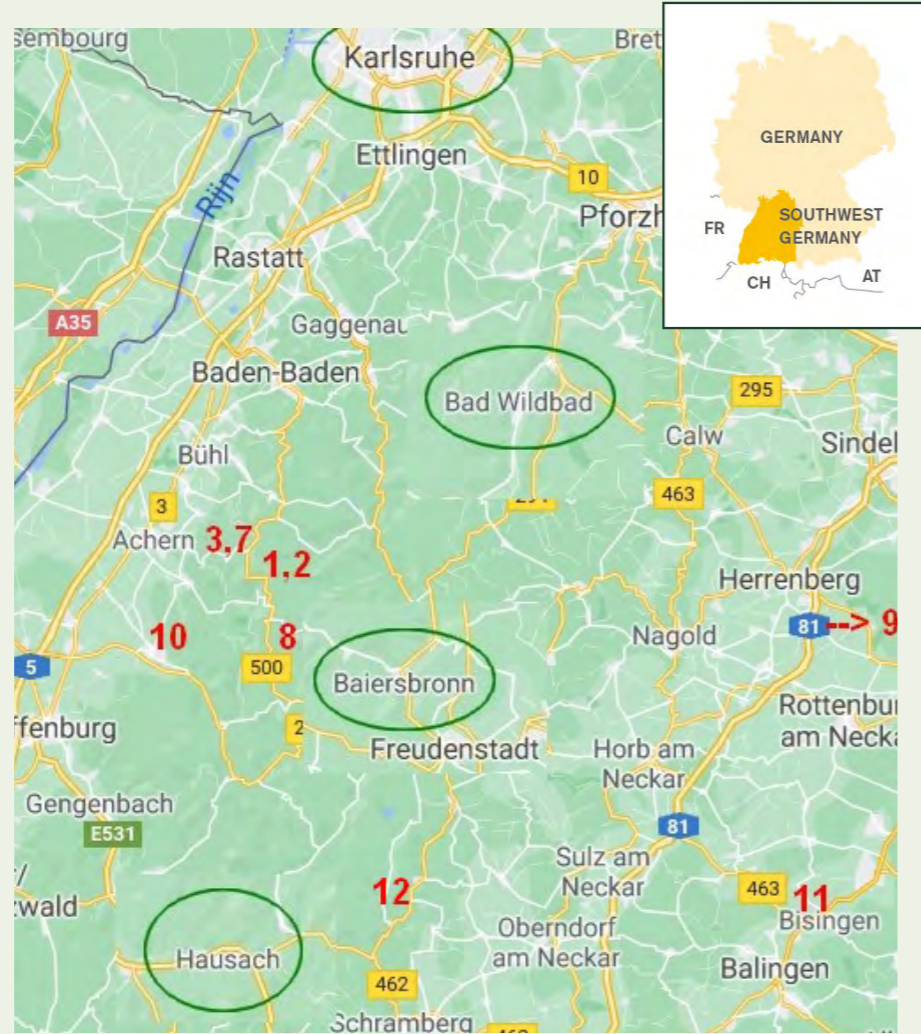 sembourg
Karlsruhe
Bret
Ettlingen
10
Pforzh
Rijn
Rastatt
A35
Gaggenau
Baden-Baden
Bad Wildbad
295
Calw
Sindel
Bühl
3
463
Achern
3,7
1,2
Herrenberg
10
8
Nagold
81
--> 9
5
500
Baiersbronn
Rottenbu
am Necka
ffenburg
2
Freudenstadt
Horb am
Neckar
Gengenbach
E531
81
Sulz am
Neckar
zwald
12
463
11
Bisingen
Oberndorf
am Neckar
Hausach
Balingen
462
Schramberg
GERMANY
SOUTHWEST
GERMANY
FR
CH
AT